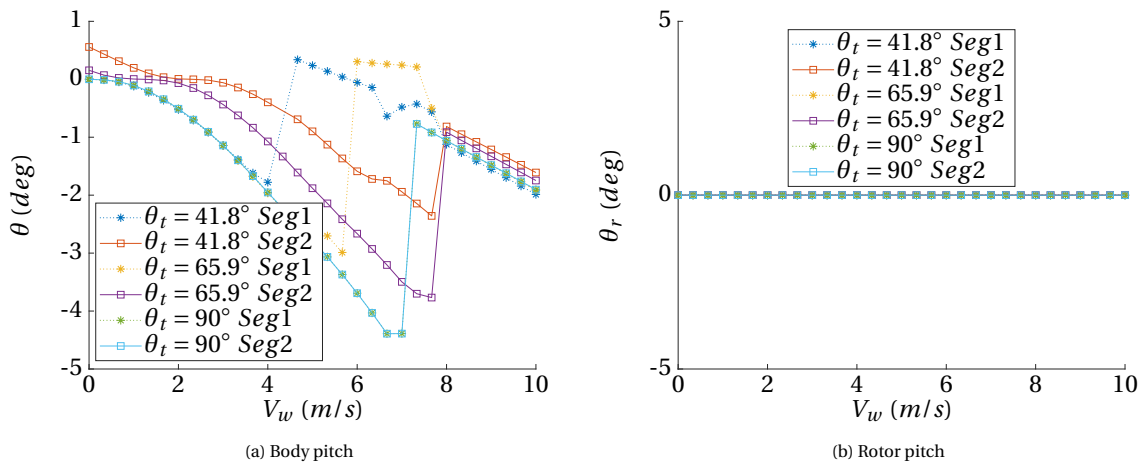 1
0
-1
-2
-3
-4
-5
θ (deg)
θ_t = 41.8° Seg1
θ_t = 41.8° Seg2
θ_t = 65.9° Seg1
θ_t = 65.9° Seg2
θ_t = 90° Seg1
θ_t = 90° Seg2
0 2 4 6 8 10
V_w (m/s)
(a) Body pitch
5
0
-5
θ_r (deg)
θ_t = 41.8° Seg1
θ_t = 41.8° Seg2
θ_t = 65.9° Seg1
θ_t = 65.9° Seg2
θ_t = 90° Seg1
θ_t = 90° Seg2
0 2 4 6 8 10
V_w (m/s)
(b) Rotor pitch